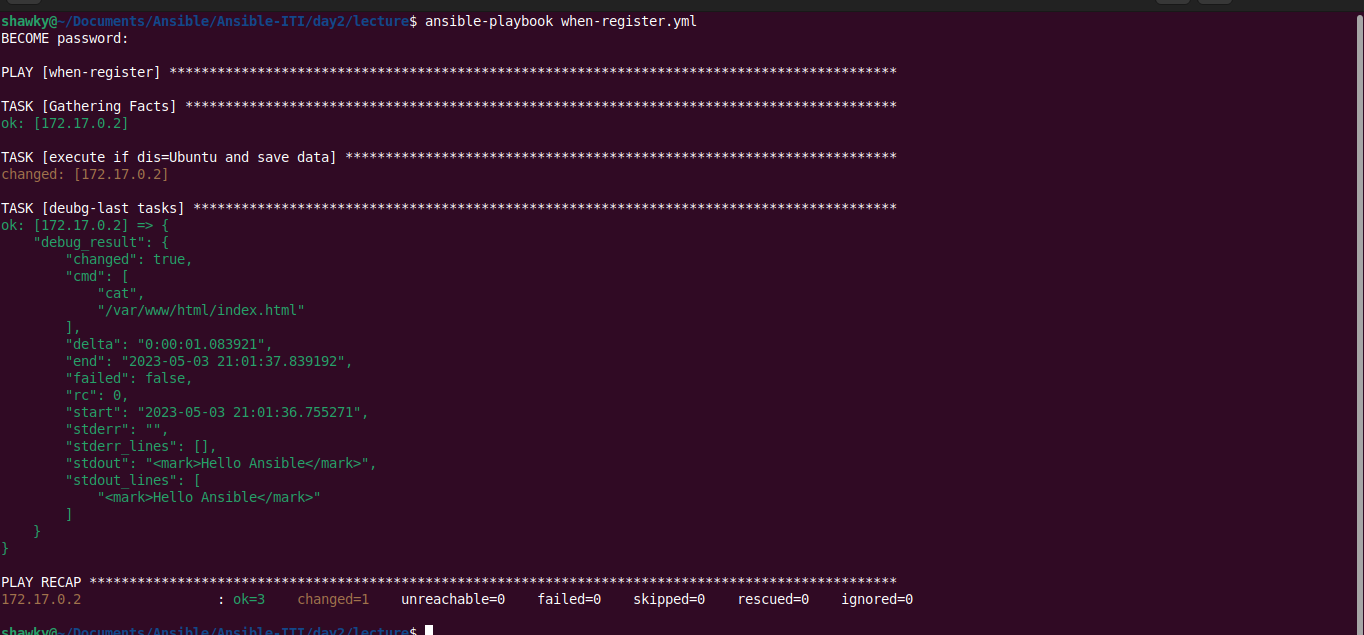 shawky@~/Documents/Ansible/Ansible-ITI/day2/lecture$ ansible-playbook when-register.yml
BECOME password:
PLAY [when-register] *******************************************************************************************
TASK [Gathering Facts] *****************************************************************************************
ok: [172.17.0.2]
TASK [execute if dis=Ubuntu and save data] *********************************************************************
changed: [172.17.0.2]
TASK [deubg-last tasks] ****************************************************************************************
ok: [172.17.0.2] => {
    "debug_result": {
        "changed": true,
        "cmd": [
            "cat",
            "/var/www/html/index.html"
        ],
        "delta": "0:00:01.083921",
        "end": "2023-05-03 21:01:37.839192",
        "failed": false,
        "rc": 0,
        "start": "2023-05-03 21:01:36.755271",
        "stderr": "",
        "stderr_lines": [],
        "stdout": "<mark>Hello Ansible</mark>",
        "stdout_lines": [
            "<mark>Hello Ansible</mark>"
        ]
    }
}
PLAY RECAP *****************************************************************************************************
172.17.0.2                 : ok=3    changed=1    unreachable=0    failed=0    skipped=0    rescued=0    ignored=0
shawky@~/Documents/Ansible/Ansible-ITI/day2/lecture$